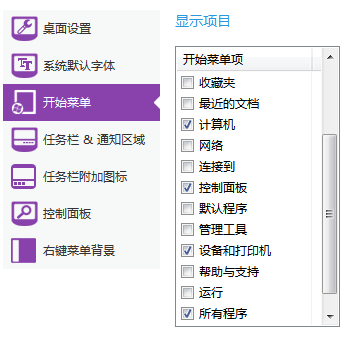 桌面设置
系统默认字体
开始菜单
任务栏 & 通知区域
任务栏附加图标
控制面板
右键菜单背景
显示项目
开始菜单项
收藏夹
最近的文档
计算机
网络
连接到
控制面板
默认程序
管理工具
设备和打印机
帮助与支持
运行
所有程序